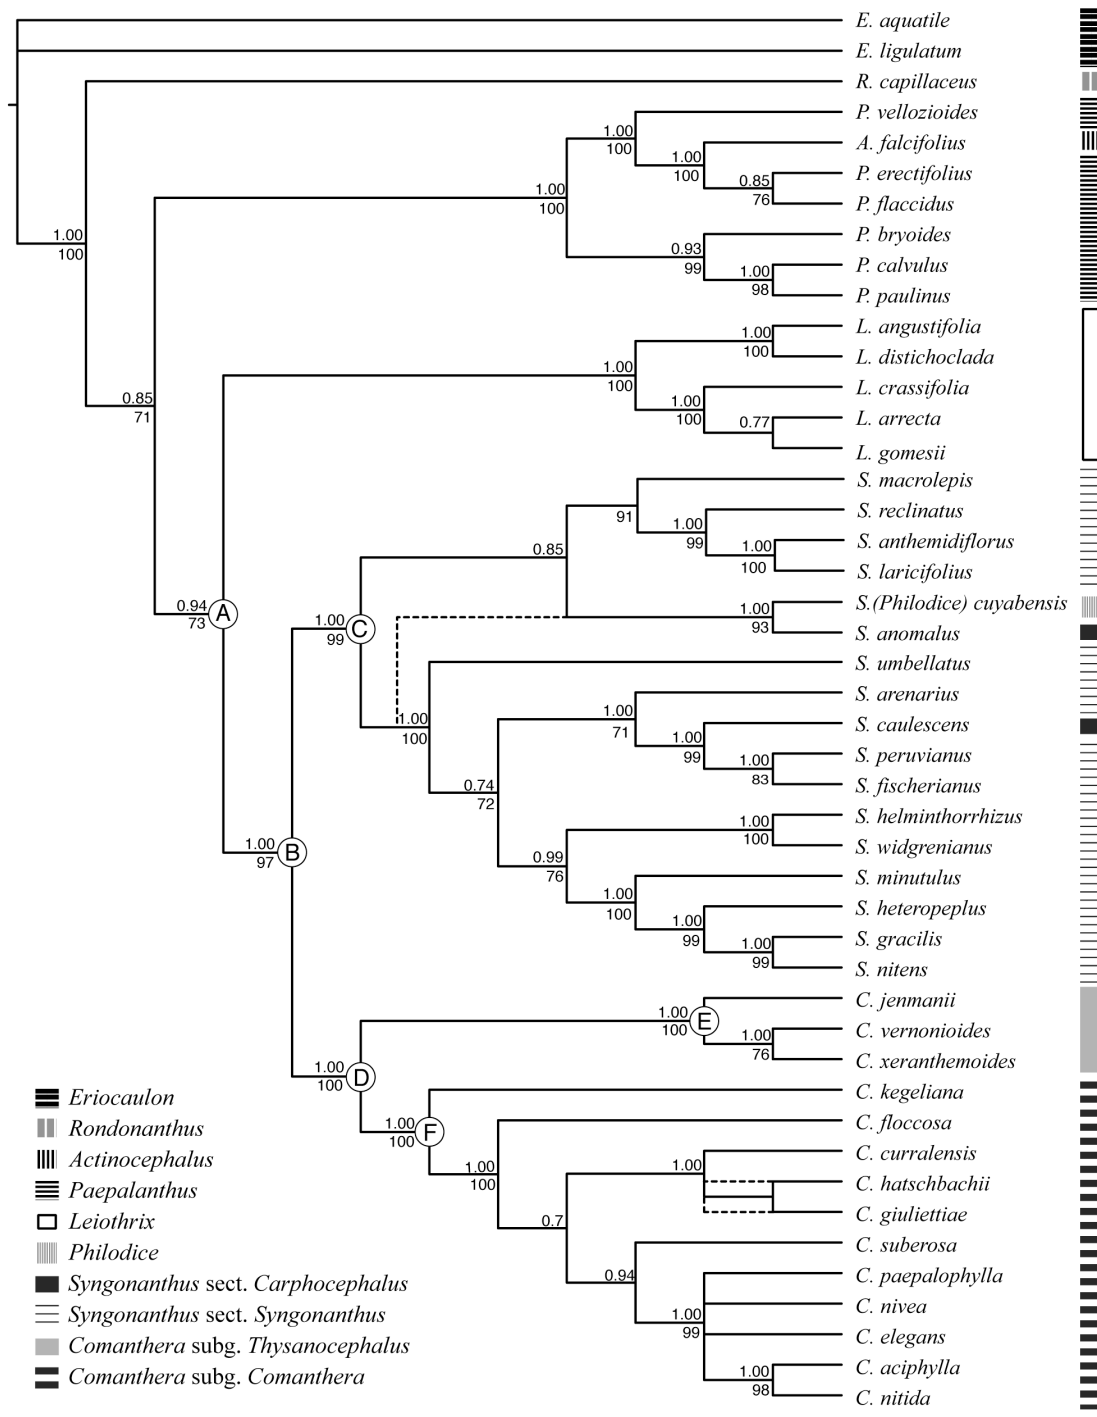 E. aquatile
E. ligulatum
R. capillaceus
P. vellozioides
1.00
100
A. falcifolius
1.00
100
P. erectifolius
0.85
76
P. flaccidus
1.00
100
P. bryoides
0.93
99
P. calvulus
1.00
98
P. paulinus
1.00
100
L. angustifolia
1.00
100
L. distichoclada
1.00
100
L. crassifolia
1.00
100
L. arrecta
0.77
L. gomesii
0.85
71
S. macrolepis
91
S. reclinatus
1.00
99
S. anthemidiflorus
1.00
100
S. laricifolius
0.85
S.(Philodice) cuyabensis
1.00
93
S. anomalus
0.94
73
A
1.00
99
C
S. umbellatus
1.00
100
S. arenarius
1.00
71
S. caulescens
1.00
99
S. peruvianus
1.00
83
S. fischerianus
0.74
72
S. helminthorrhizus
1.00
100
S. widgrenianus
1.00
97
B
0.99
76
S. minutulus
1.00
100
S. heteropeplus
1.00
99
S. gracilis
1.00
99
S. nitens
C. jenmanii
1.00
100
E
C. vernonioides
1.00
76
C. xeranthemoides
1.00
100
D
C. kegeliana
1.00
100
F
C. floccosa
1.00
100
C. curralensis
1.00
C. hatschbachii
C. giuliettiae
0.7
C. suberosa
0.94
C. paepalophylla
C. nivea
1.00
99
C. elegans
C. aciphylla
1.00
98
C. nitida
Eriocaulon
Rondonanthus
Actinocephalus
Paepalanthus
Leiothrix
Philodice
Syngonanthus sect. Carphocephalus
Syngonanthus sect. Syngonanthus
Comanthera subg. Thysanocephalus
Comanthera subg. Comanthera